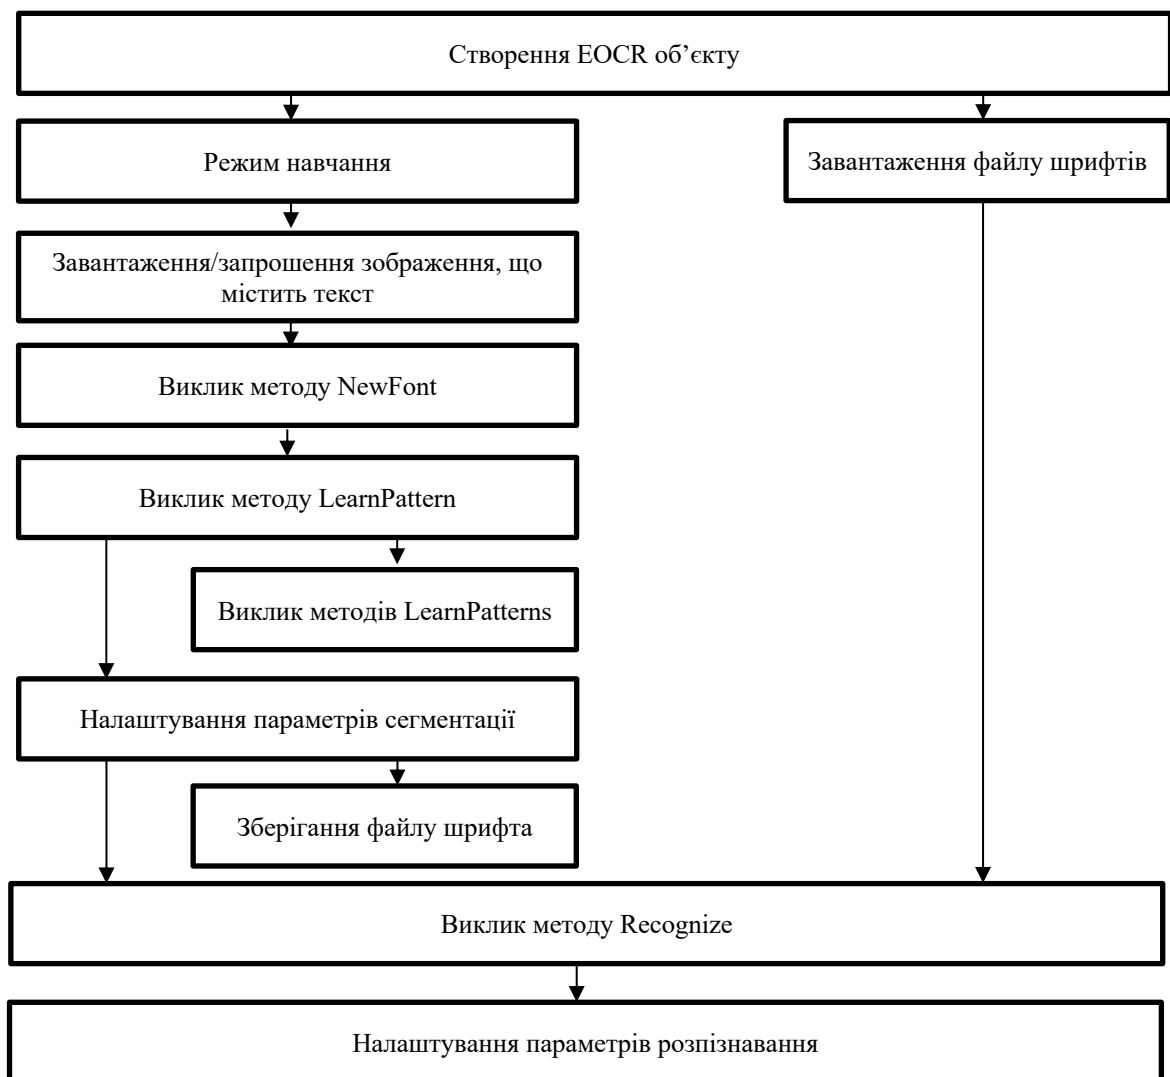 Створення EOCR об’єкту
Режим навчання
Завантаження файлу шрифтів
Завантаження/запрошення зображення, що
містить текст
Виклик методу NewFont
Виклик методу LearnPattern
Виклик методів LearnPatterns
Налаштування параметрів сегментації
Зберігання файлу шрифта
Виклик методу Recognize
Налаштування параметрів розпізнавання